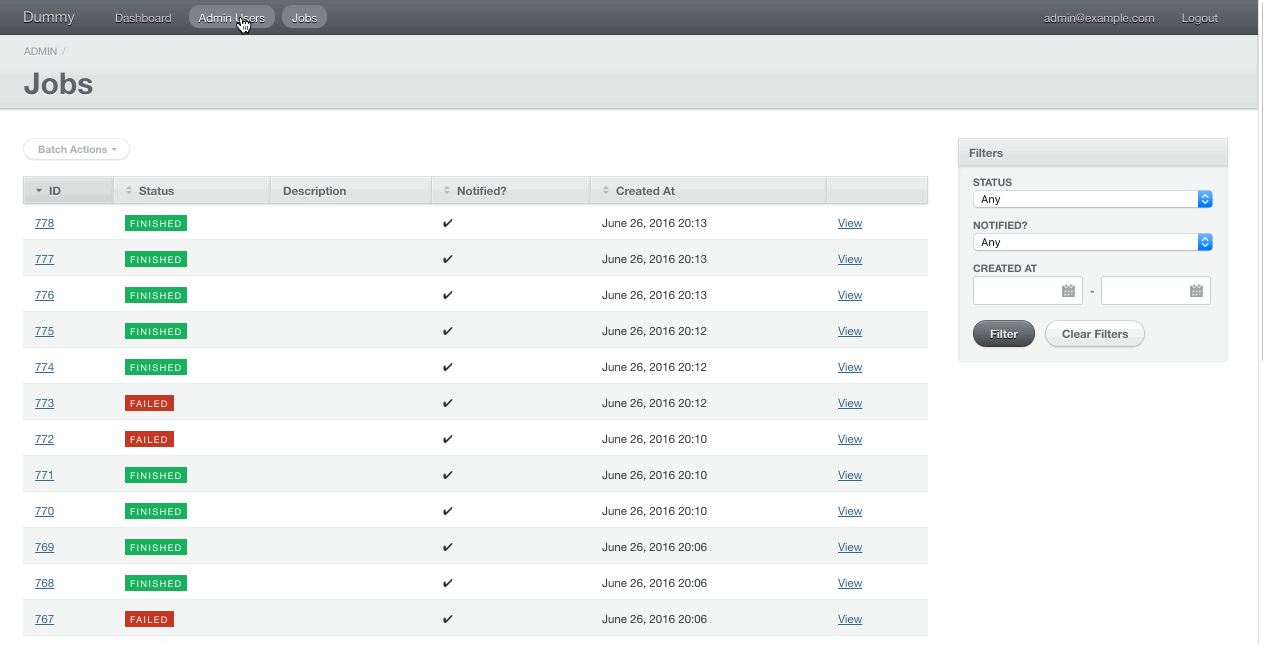 Dummy Dashboard Admin Users Jobs admin@example.com Logout
ADMIN /
Jobs
Batch Actions
ID Status Description Notified? Created At
778 FINISHED ✔ June 26, 2016 20:13 View
777 FINISHED ✔ June 26, 2016 20:13 View
776 FINISHED ✔ June 26, 2016 20:13 View
775 FINISHED ✔ June 26, 2016 20:12 View
774 FINISHED ✔ June 26, 2016 20:12 View
773 FAILED ✔ June 26, 2016 20:12 View
772 FAILED ✔ June 26, 2016 20:10 View
771 FINISHED ✔ June 26, 2016 20:10 View
770 FINISHED ✔ June 26, 2016 20:10 View
769 FINISHED ✔ June 26, 2016 20:06 View
768 FINISHED ✔ June 26, 2016 20:06 View
767 FAILED ✔ June 26, 2016 20:06 View
Filters
STATUS
Any
NOTIFIED?
Any
CREATED AT
-
Filter Clear Filters